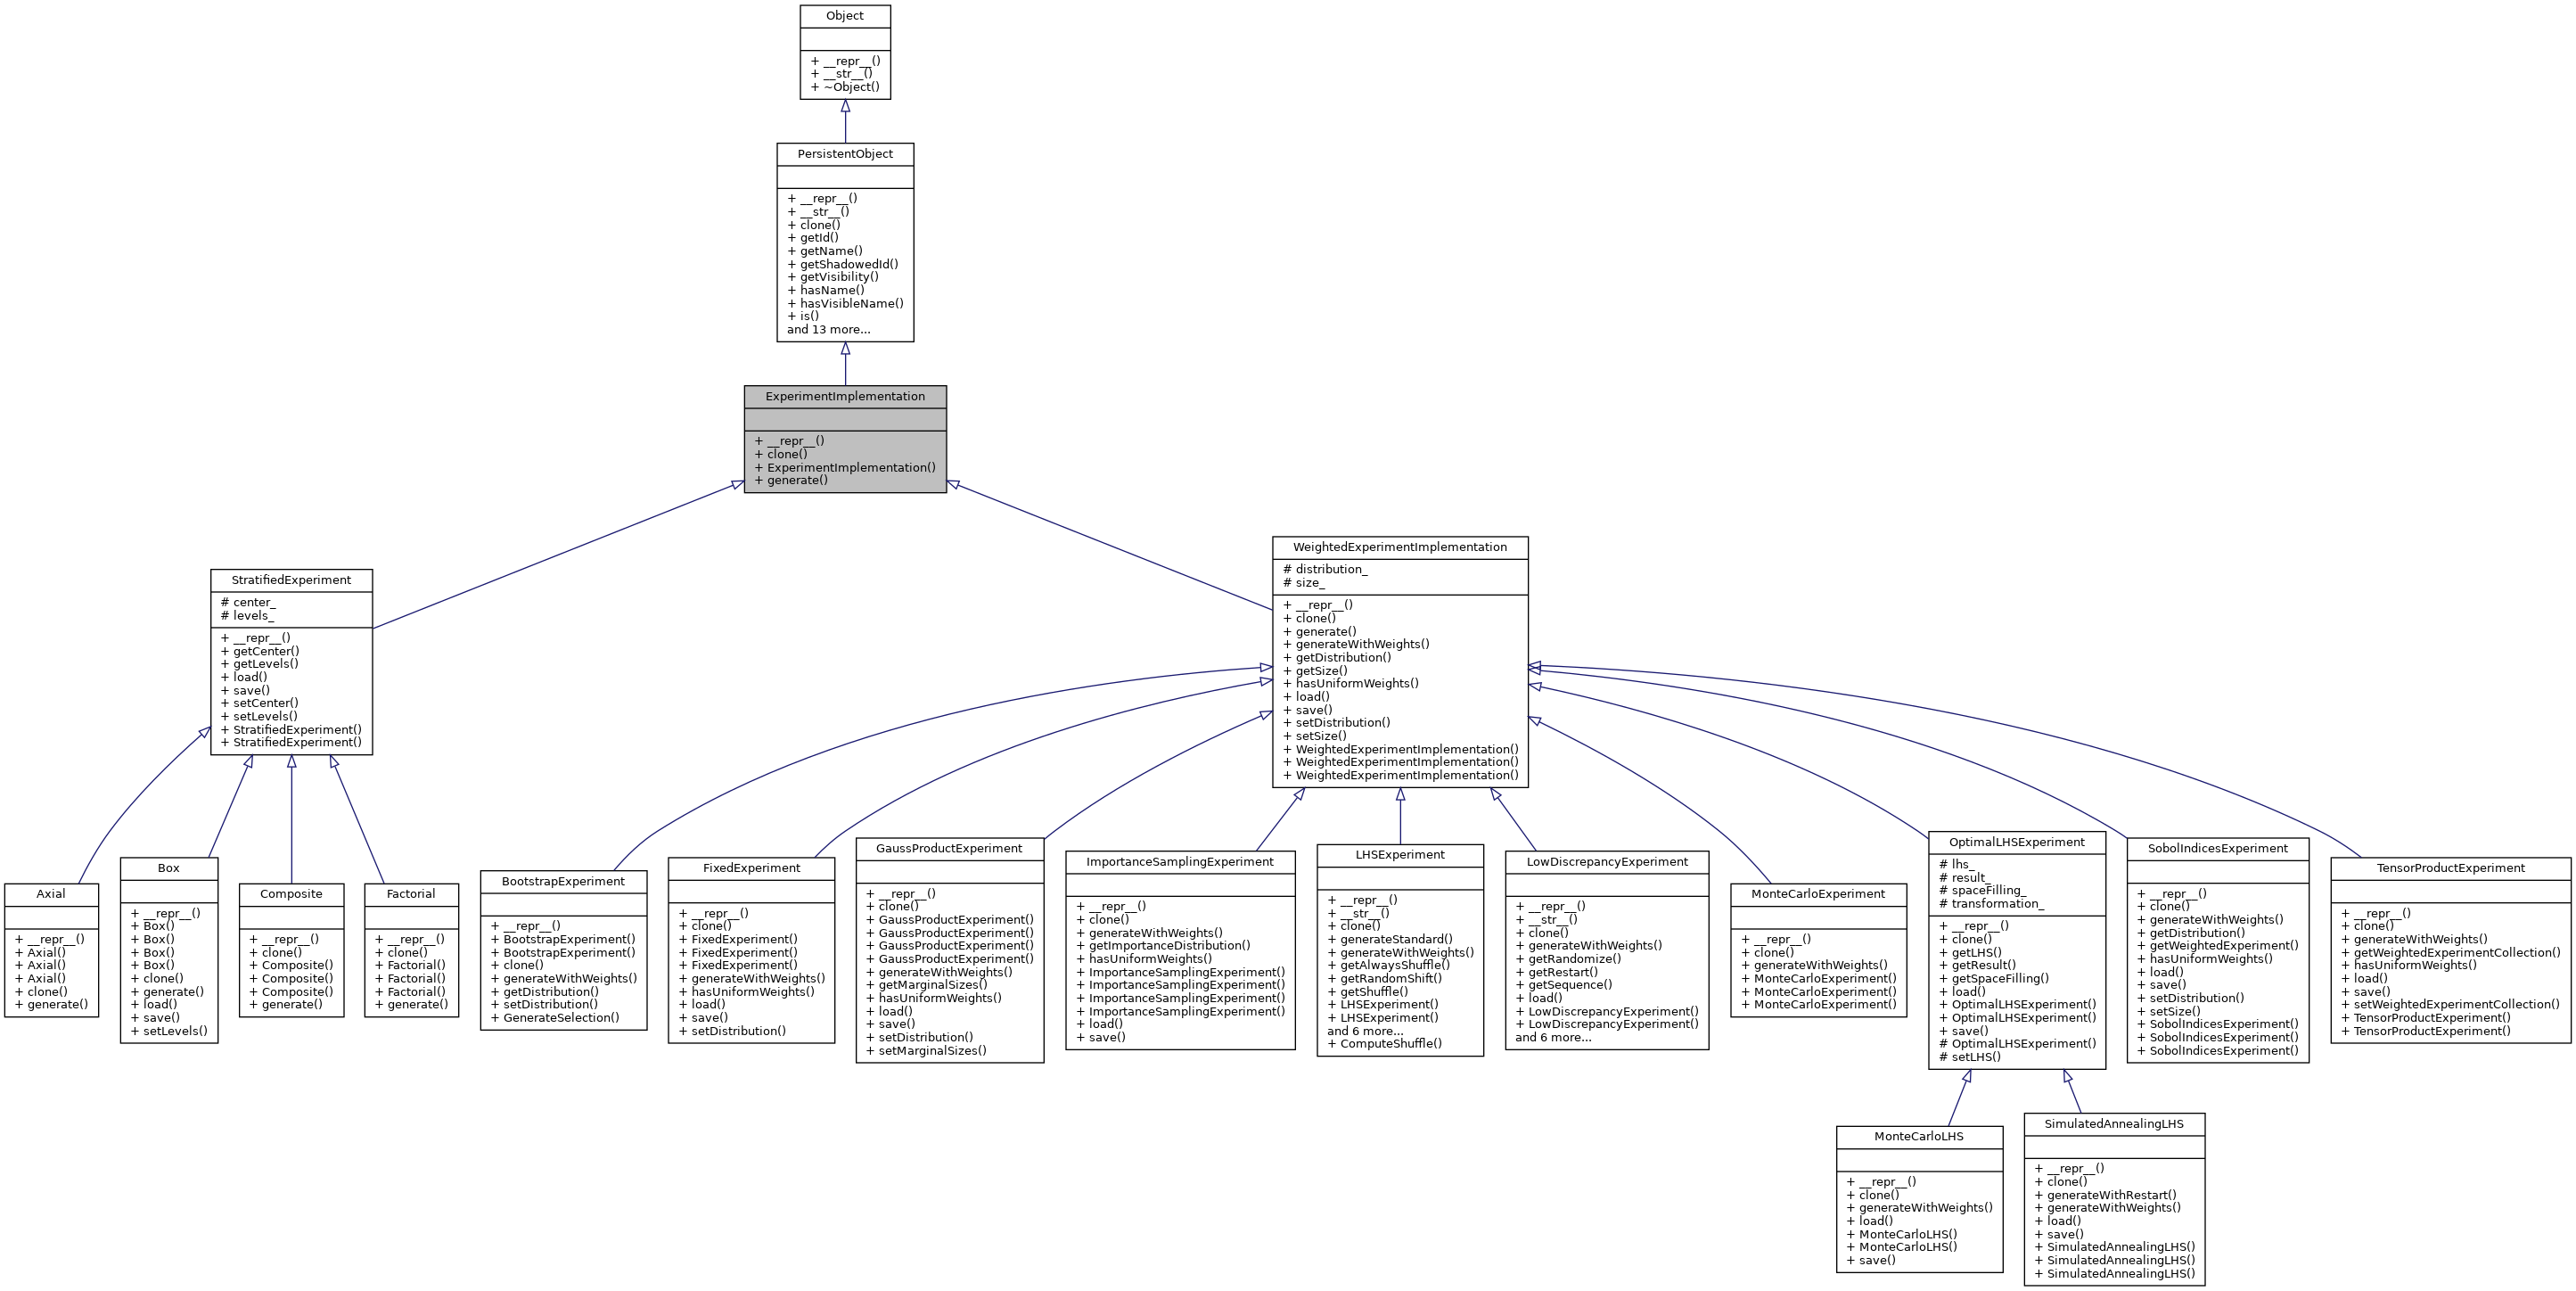 Object
+ __repr__()
+ __str__()
+ ~Object()
PersistentObject
+ __repr__()
+ __str__()
+ clone()
+ getId()
+ getName()
+ getShadowedId()
+ getVisibility()
+ hasName()
+ hasVisibleName()
+ is()
and 13 more...
ExperimentImplementation
+ __repr__()
+ clone()
+ ExperimentImplementation()
+ generate()
StratifiedExperiment
# center_
# levels_
+ __repr__()
+ getCenter()
+ getLevels()
+ load()
+ save()
+ setCenter()
+ setLevels()
+ StratifiedExperiment()
+ StratifiedExperiment()
WeightedExperimentImplementation
# distribution_
# size_
+ __repr__()
+ clone()
+ generate()
+ generateWithWeights()
+ getDistribution()
+ getSize()
+ hasUniformWeights()
+ load()
+ save()
+ setDistribution()
+ setSize()
+ WeightedExperimentImplementation()
+ WeightedExperimentImplementation()
+ WeightedExperimentImplementation()
Axial
+ __repr__()
+ Axial()
+ Axial()
+ Axial()
+ clone()
+ generate()
Box
+ __repr__()
+ Box()
+ Box()
+ Box()
+ Box()
+ clone()
+ generate()
+ load()
+ save()
+ setLevels()
Composite
+ __repr__()
+ clone()
+ Composite()
+ Composite()
+ Composite()
+ generate()
Factorial
+ __repr__()
+ clone()
+ Factorial()
+ Factorial()
+ Factorial()
+ generate()
BootstrapExperiment
+ __repr__()
+ BootstrapExperiment()
+ BootstrapExperiment()
+ clone()
+ generateWithWeights()
+ getDistribution()
+ setDistribution()
+ GenerateSelection()
FixedExperiment
+ __repr__()
+ clone()
+ FixedExperiment()
+ FixedExperiment()
+ FixedExperiment()
+ generateWithWeights()
+ hasUniformWeights()
+ load()
+ save()
+ setDistribution()
GaussProductExperiment
+ __repr__()
+ clone()
+ GaussProductExperiment()
+ GaussProductExperiment()
+ GaussProductExperiment()
+ GaussProductExperiment()
+ generateWithWeights()
+ getMarginalSizes()
+ hasUniformWeights()
+ load()
+ save()
+ setDistribution()
+ setMarginalSizes()
ImportanceSamplingExperiment
+ __repr__()
+ clone()
+ generateWithWeights()
+ getImportanceDistribution()
+ hasUniformWeights()
+ ImportanceSamplingExperiment()
+ ImportanceSamplingExperiment()
+ ImportanceSamplingExperiment()
+ ImportanceSamplingExperiment()
+ load()
+ save()
LHSExperiment
+ __repr__()
+ __str__()
+ clone()
+ generateStandard()
+ generateWithWeights()
+ getAlwaysShuffle()
+ getRandomShift()
+ getShuffle()
+ LHSExperiment()
+ LHSExperiment()
and 6 more...
+ ComputeShuffle()
LowDiscrepancyExperiment
+ __repr__()
+ __str__()
+ clone()
+ generateWithWeights()
+ getRandomize()
+ getRestart()
+ getSequence()
+ load()
+ LowDiscrepancyExperiment()
+ LowDiscrepancyExperiment()
and 6 more...
MonteCarloExperiment
+ __repr__()
+ clone()
+ generateWithWeights()
+ MonteCarloExperiment()
+ MonteCarloExperiment()
+ MonteCarloExperiment()
OptimalLHSExperiment
# lhs_
# result_
# spaceFilling_
# transformation_
+ __repr__()
+ clone()
+ getLHS()
+ getResult()
+ getSpaceFilling()
+ load()
+ OptimalLHSExperiment()
+ OptimalLHSExperiment()
+ save()
# OptimalLHSExperiment()
# setLHS()
SobolIndicesExperiment
+ __repr__()
+ clone()
+ generateWithWeights()
+ getDistribution()
+ getWeightedExperiment()
+ hasUniformWeights()
+ load()
+ save()
+ setDistribution()
+ setSize()
+ SobolIndicesExperiment()
+ SobolIndicesExperiment()
+ SobolIndicesExperiment()
TensorProductExperiment
+ __repr__()
+ clone()
+ generateWithWeights()
+ getWeightedExperimentCollection()
+ hasUniformWeights()
+ load()
+ save()
+ setWeightedExperimentCollection()
+ TensorProductExperiment()
+ TensorProductExperiment()
MonteCarloLHS
+ __repr__()
+ clone()
+ generateWithWeights()
+ load()
+ MonteCarloLHS()
+ MonteCarloLHS()
+ save()
SimulatedAnnealingLHS
+ __repr__()
+ clone()
+ generateWithRestart()
+ generateWithWeights()
+ load()
+ save()
+ SimulatedAnnealingLHS()
+ SimulatedAnnealingLHS()
+ SimulatedAnnealingLHS()